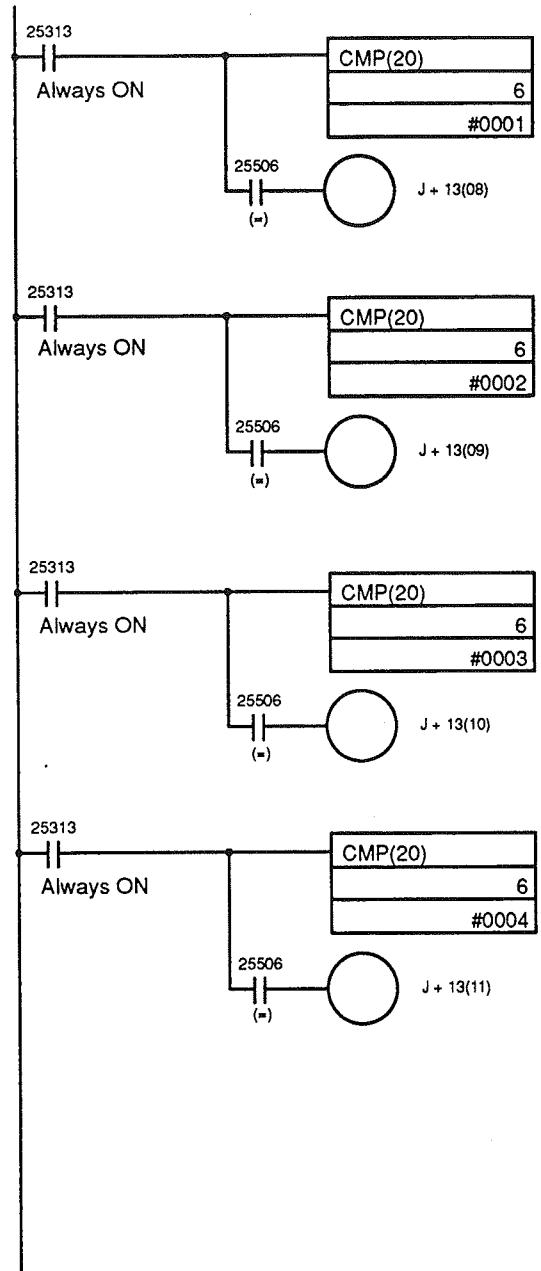 25313
CMP(20)
Always ON
6
#0001
25506
J + 13(08)
(=)
25313
CMP(20)
Always ON
6
#0002
25506
J + 13(09)
(=)
25313
CMP(20)
Always ON
6
#0003
25506
J + 13(10)
(=)
25313
CMP(20)
Always ON
6
#0004
25506
J + 13(11)
(=)